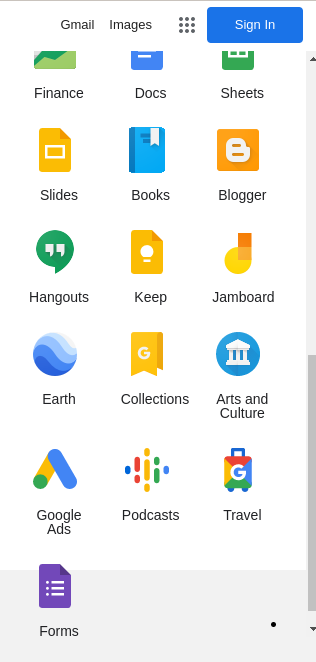 Gmail Images Sign In
Finance Docs Sheets
Slides Books Blogger
Hangouts Keep Jamboard
Earth Collections Arts and
Culture
Google Podcasts Travel
Ads
Forms